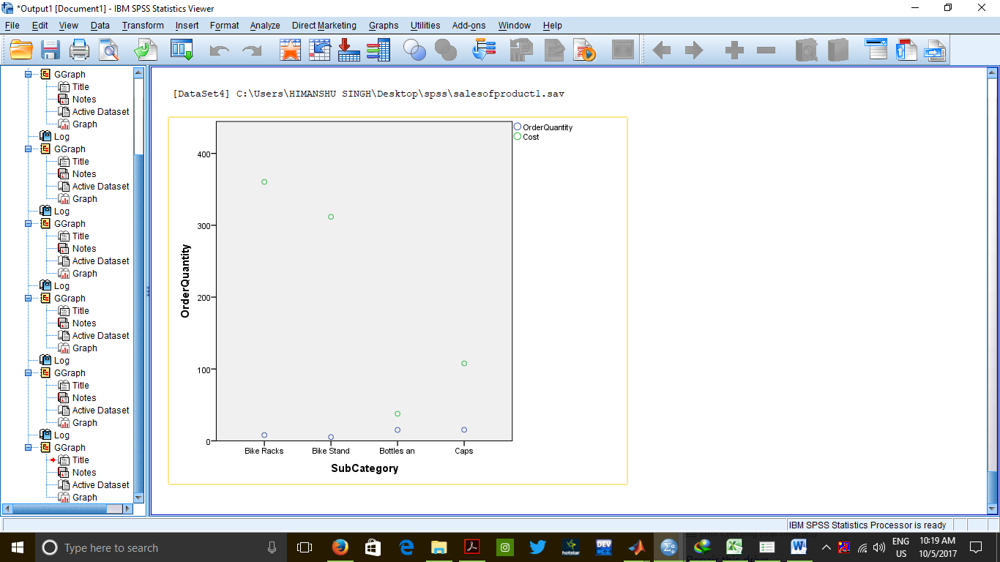 *Output1 [Document1] - IBM SPSS Statistics Viewer
File Edit View Data Transform Insert Format Analyze Direct Marketing Graphs Utilities Add-ons Window Help
GGraph
Title
Notes
Active Dataset
Graph
Log
GGraph
Title
Notes
Active Dataset
Graph
Log
GGraph
Title
Notes
Active Dataset
Graph
Log
GGraph
Title
Notes
Active Dataset
Graph
Log
GGraph
Title
Notes
Active Dataset
Graph
Log
GGraph
Title
Notes
Active Dataset
Graph
[DataSet4] C:\Users\HIMANSHU SINGH\Desktop\spss\salesofproduct1.sav
OrderQuantity
Cost
400
300
200
100
0
OrderQuantity
Bike Racks Bike Stand Bottles an Caps
SubCategory
IBM SPSS Statistics Processor is ready
Type here to search
hotstar
DEV
ENG
US
10:19 AM
10/5/2017